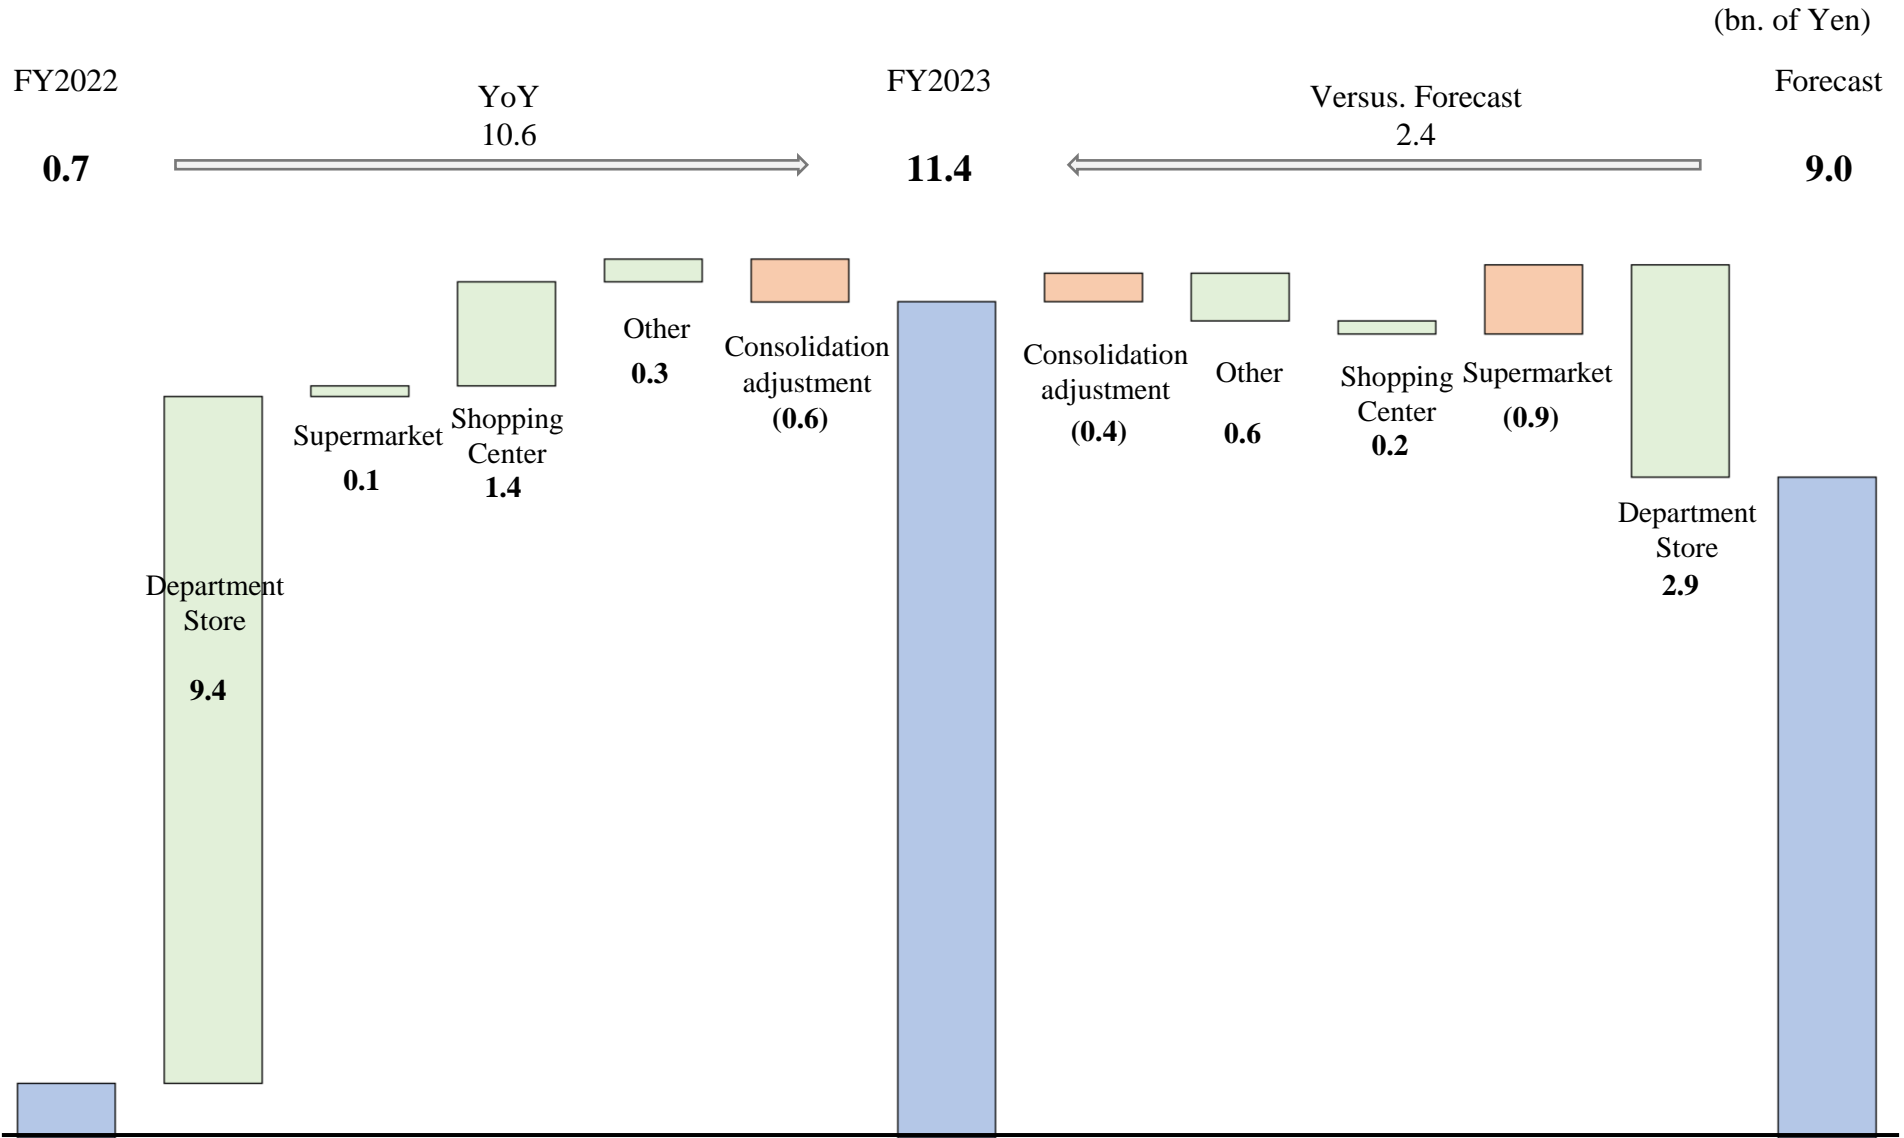 (bn. of Yen)
FY2022
YoY
10.6
FY2023
Versus. Forecast
2.4
Forecast
0.7
11.4
9.0
Department
Store
9.4
Supermarket
0.1
Shopping
Center
1.4
Other
0.3
Consolidation
adjustment
(0.6)
Consolidation
adjustment
(0.4)
Other
0.6
Shopping
Center
0.2
Supermarket
(0.9)
Department
Store
2.9